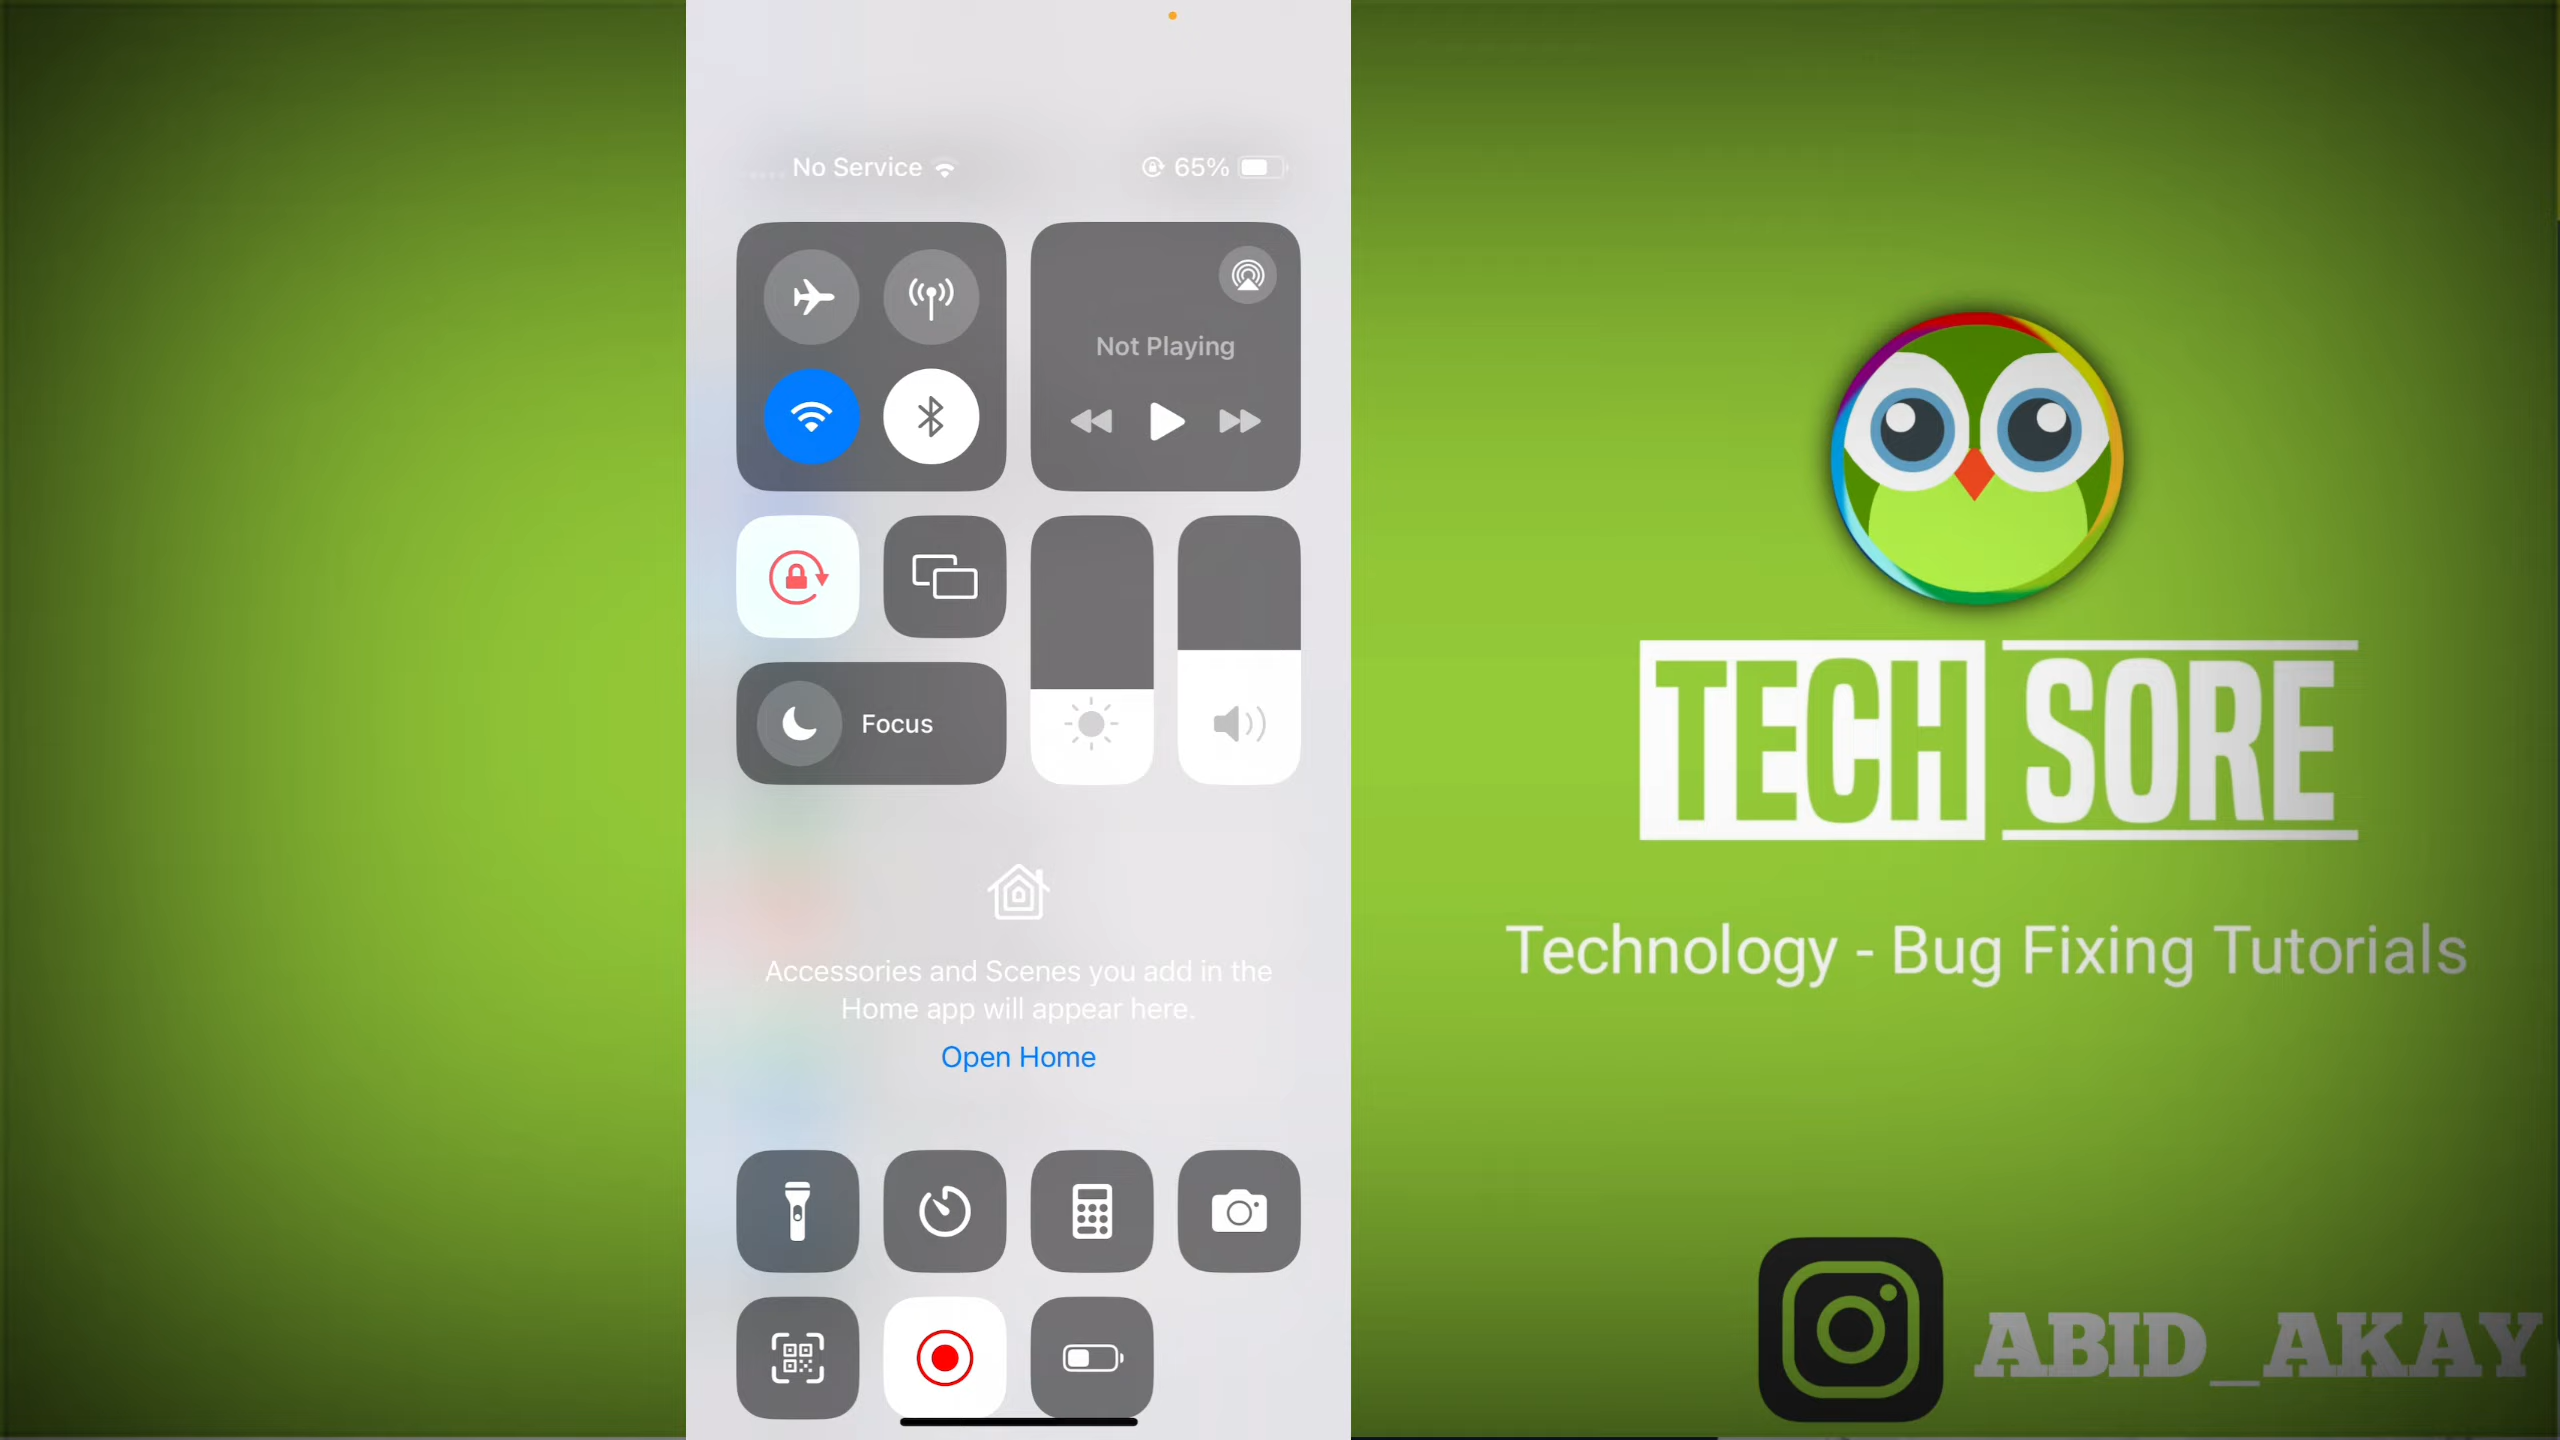 No Service
65%
Not Playing
Focus
Accessories and Scenes you add in the
Home app will appear here.
Open Home
TECH SORE
Technology - Bug Fixing Tutorials
ABID_AKAY